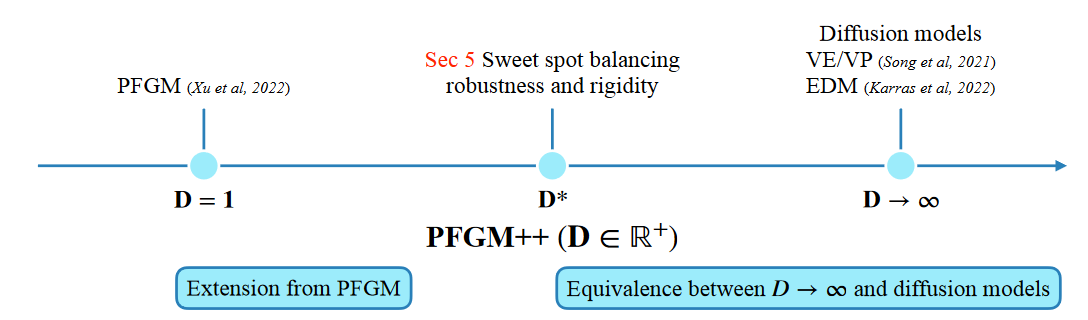 Diffusion models
VE/VP (Song et al, 2021)
EDM (Karras et al, 2022)
Sec 5 Sweet spot balancing
robustness and rigidity
PFGM (Xu et al, 2022)
D = 1
D*
D → ∞
PFGM++ (D ∈ ℝ⁺)
Extension from PFGM
Equivalence between D → ∞ and diffusion models